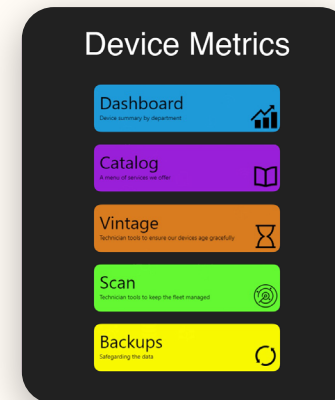 Device Metrics
Dashboard
Device summary by department
Catalog
A menu of services we offer
Vintage
Technician tools to ensure our devices age gracefully
Scan
Technician tools to keep the fleet managed
Backups
Safegarding the data